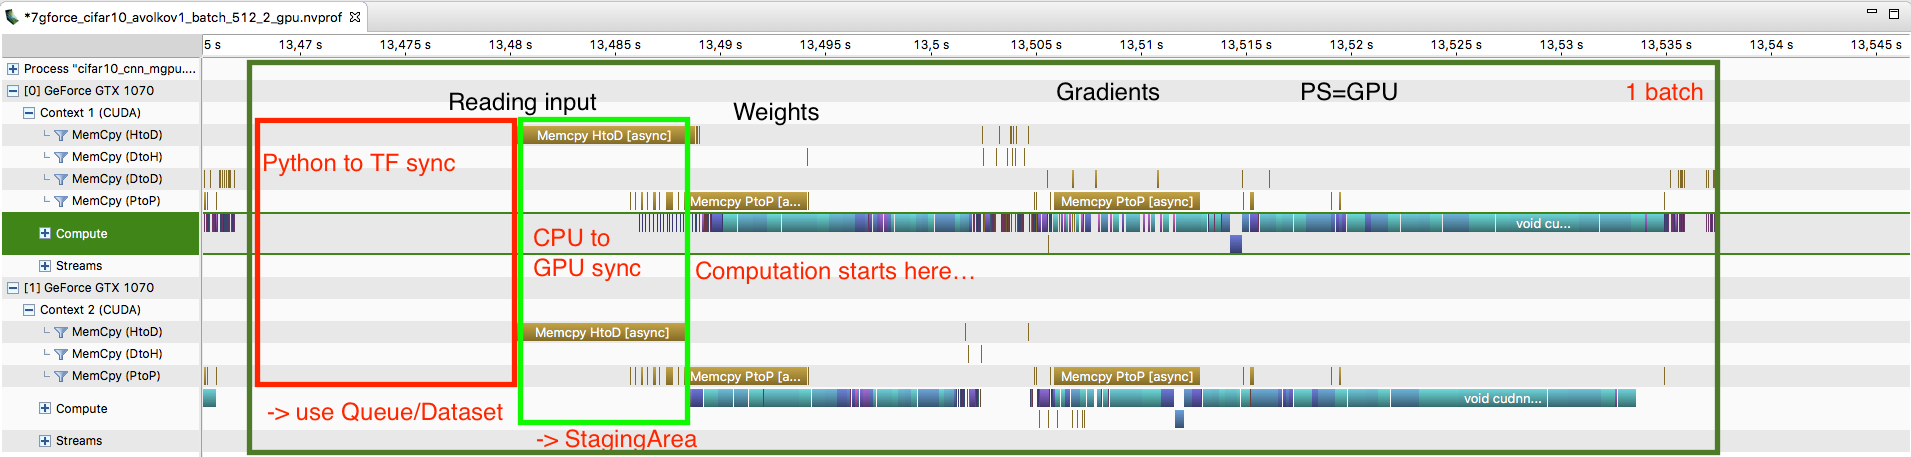 *7gforce_cifar10_avolkov1_batch_512_2_gpu.nvprof
5 s 13,47 s 13,475 s 13,48 s 13,485 s 13,49 s 13,495 s 13,5 s 13,505 s 13,51 s 13,515 s 13,52 s 13,525 s 13,53 s 13,535 s 13,54 s 13,545 s
Process "cifar10_cnn_mgpu....
[0] GeForce GTX 1070
Reading input Weights Gradients PS=GPU 1 batch
Context 1 (CUDA)
MemCpy (HtoD) Memcpy HtoD [async]
MemCpy (DtoH)
Python to TF sync
MemCpy (DtoD)
MemCpy (PtoP) Memcpy PtoP [a... Memcpy PtoP [async]
void cu...
Compute
CPU to
GPU sync
Computation starts here...
Streams
[1] GeForce GTX 1070
Context 2 (CUDA)
MemCpy (HtoD) Memcpy HtoD [async]
MemCpy (DtoH)
MemCpy (PtoP) Memcpy PtoP [a... Memcpy PtoP [async]
void cudnn...
Compute
-> use Queue/Dataset
-> StagingArea
Streams